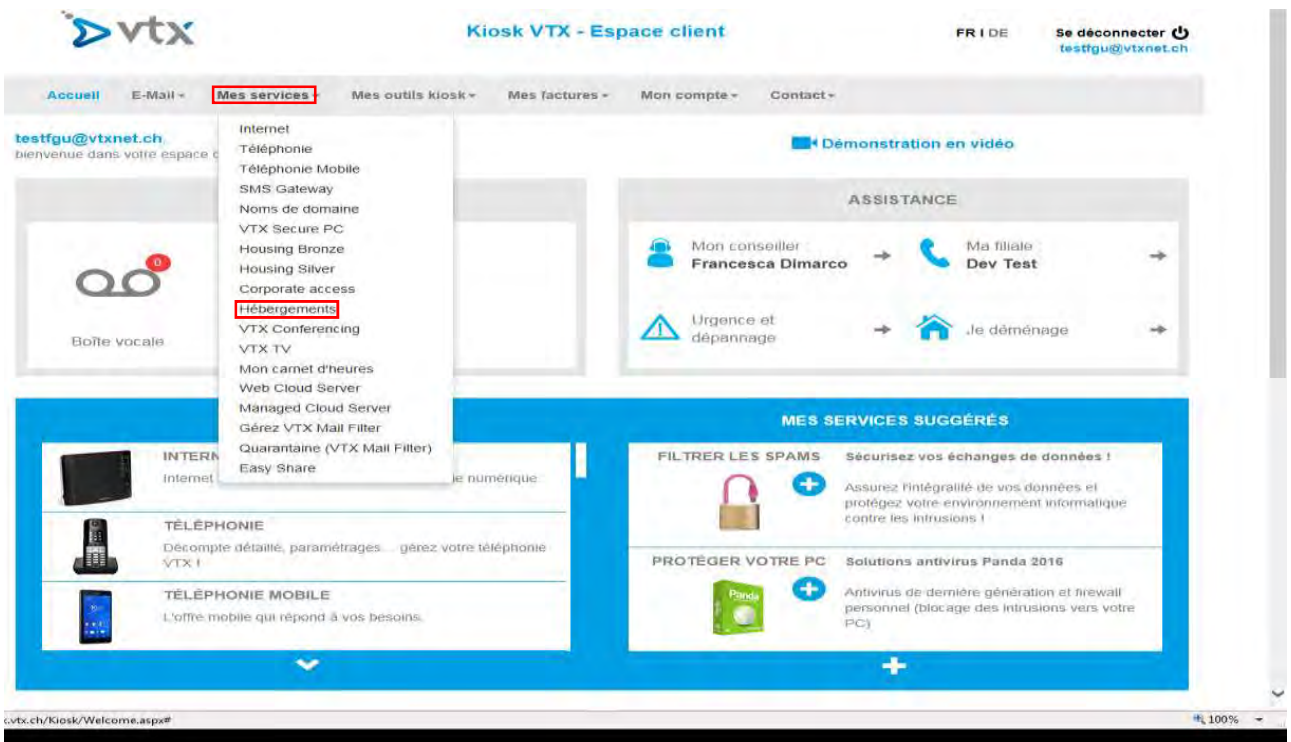 vtx
Kiosk VTX - Espace client
FR I DE
Se déconnecter
testfgu@vtxnet.ch
Accueil E-Mail Mes services Mes outils kiosk Mes factures Mon compte Contact
testfgu@vtxnet.ch
bienvenue dans votre espace
Démonstration en vidéo
Internet
Téléphonie
Téléphonie Mobile
SMS Gateway
Noms de domaine
VTX Secure PC
Housing Bronze
Housing Silver
Corporate access
Hébergements
VTX Conferencing
VTX TV
Mon carnet d'heures
Web Cloud Server
Managed Cloud Server
Gérez VTX Mail Filter
Quarantaine (VTX Mail Filter)
Easy Share
0
Boîte vocale
ASSISTANCE
Mon conseiller
Francesca Dimarco
Ma filiale
Dev Test
Urgence et
dépannage
Je déménage
INTERN
Internet
numérique
TÉLÉPHONIE
Décompte détaillé, paramétrages... gérez votre téléphonie
VTX !
TÉLÉPHONIE MOBILE
L'offre mobile qui répond à vos besoins.
MES SERVICES SUGGÉRÉS
FILTRER LES SPAMS
Sécurisez vos échanges de données !
Assurez l'intégralité de vos données et
protégez votre environnement informatique
contre les intrusions !
PROTÉGER VOTRE PC
Solutions antivirus Panda 2016
Panda
Antivirus de dernière génération et firewall
personnel (blocage des intrusions vers votre
PC)
.vtx.ch/Kiosk/Welcome.aspx#
100%